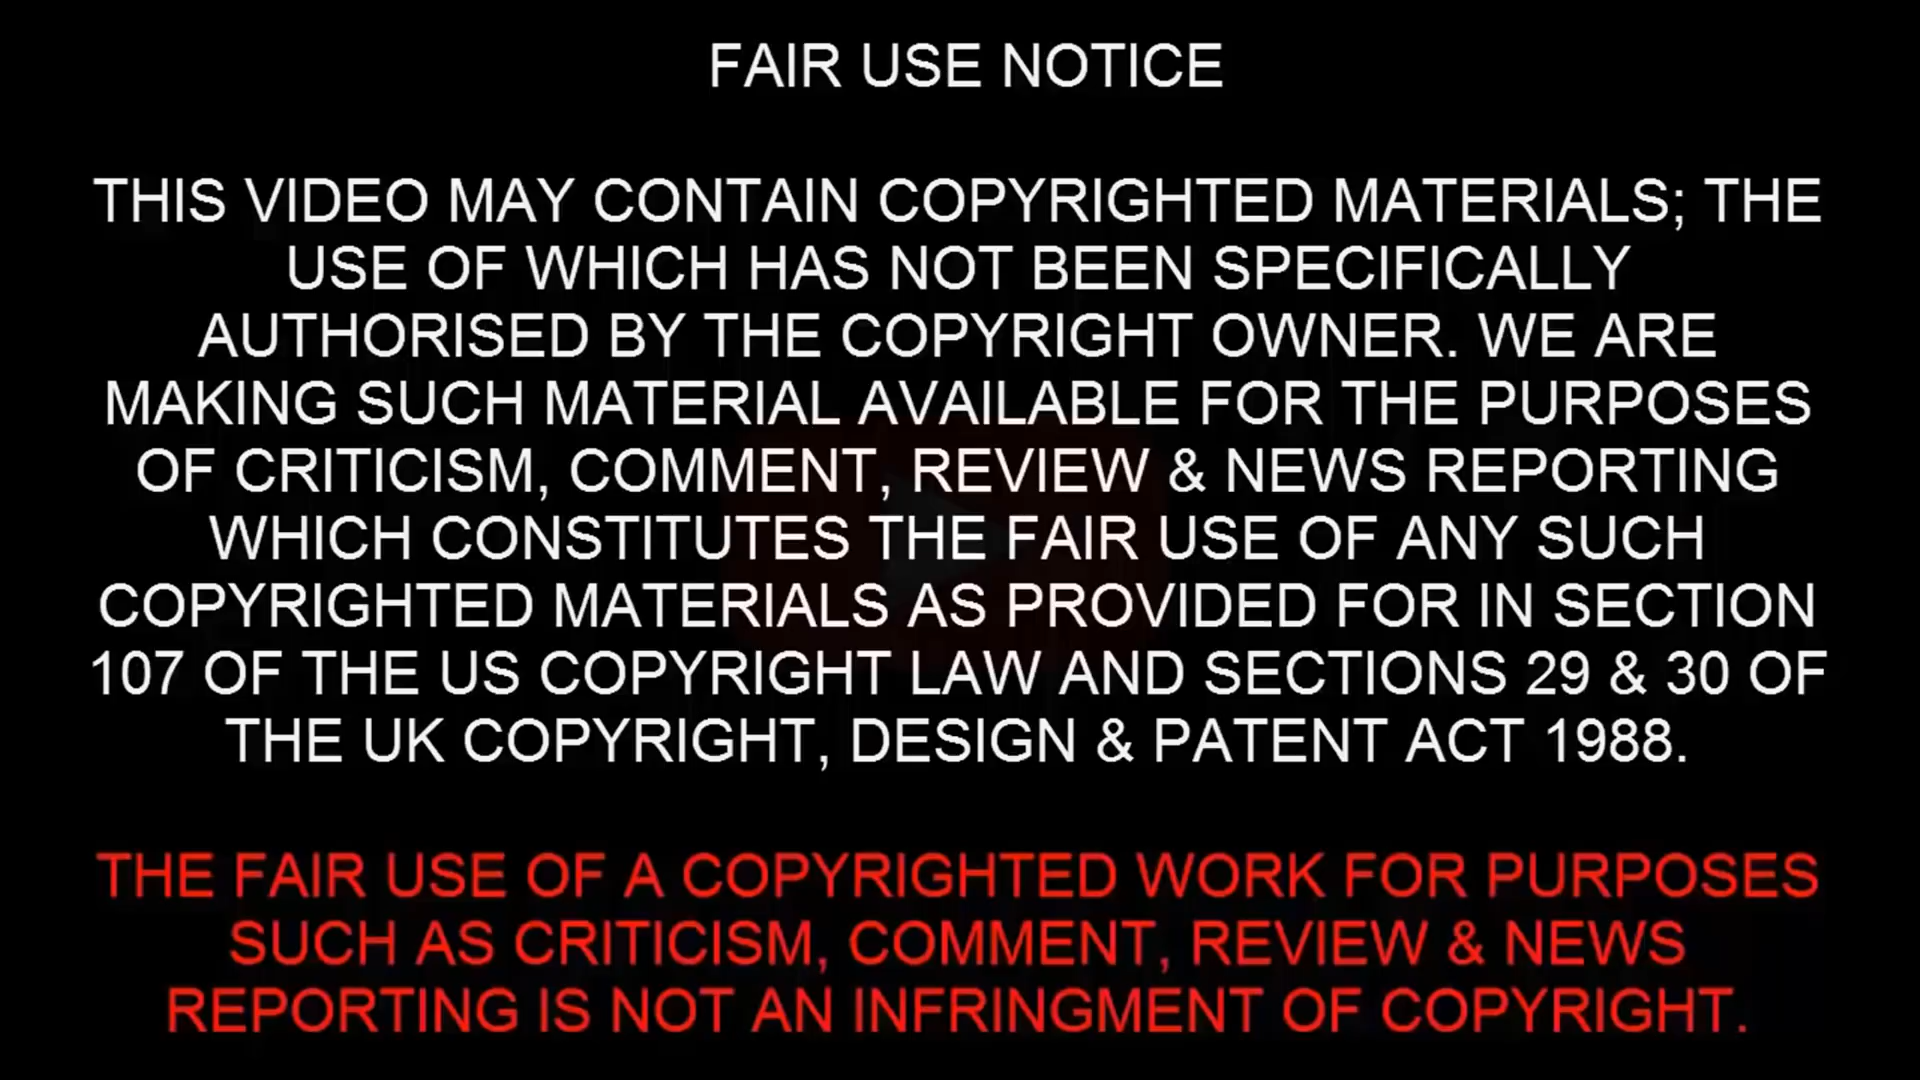 FAIR USE NOTICE
THIS VIDEO MAY CONTAIN COPYRIGHTED MATERIALS; THE
USE OF WHICH HAS NOT BEEN SPECIFICALLY
AUTHORISED BY THE COPYRIGHT OWNER. WE ARE
MAKING SUCH MATERIAL AVAILABLE FOR THE PURPOSES
OF CRITICISM, COMMENT, REVIEW & NEWS REPORTING
WHICH CONSTITUTES THE FAIR USE OF ANY SUCH
COPYRIGHTED MATERIALS AS PROVIDED FOR IN SECTION
107 OF THE US COPYRIGHT LAW AND SECTIONS 29 & 30 OF
THE UK COPYRIGHT, DESIGN & PATENT ACT 1988.
THE FAIR USE OF A COPYRIGHTED WORK FOR PURPOSES
SUCH AS CRITICISM, COMMENT, REVIEW & NEWS
REPORTING IS NOT AN INFRINGMENT OF COPYRIGHT.